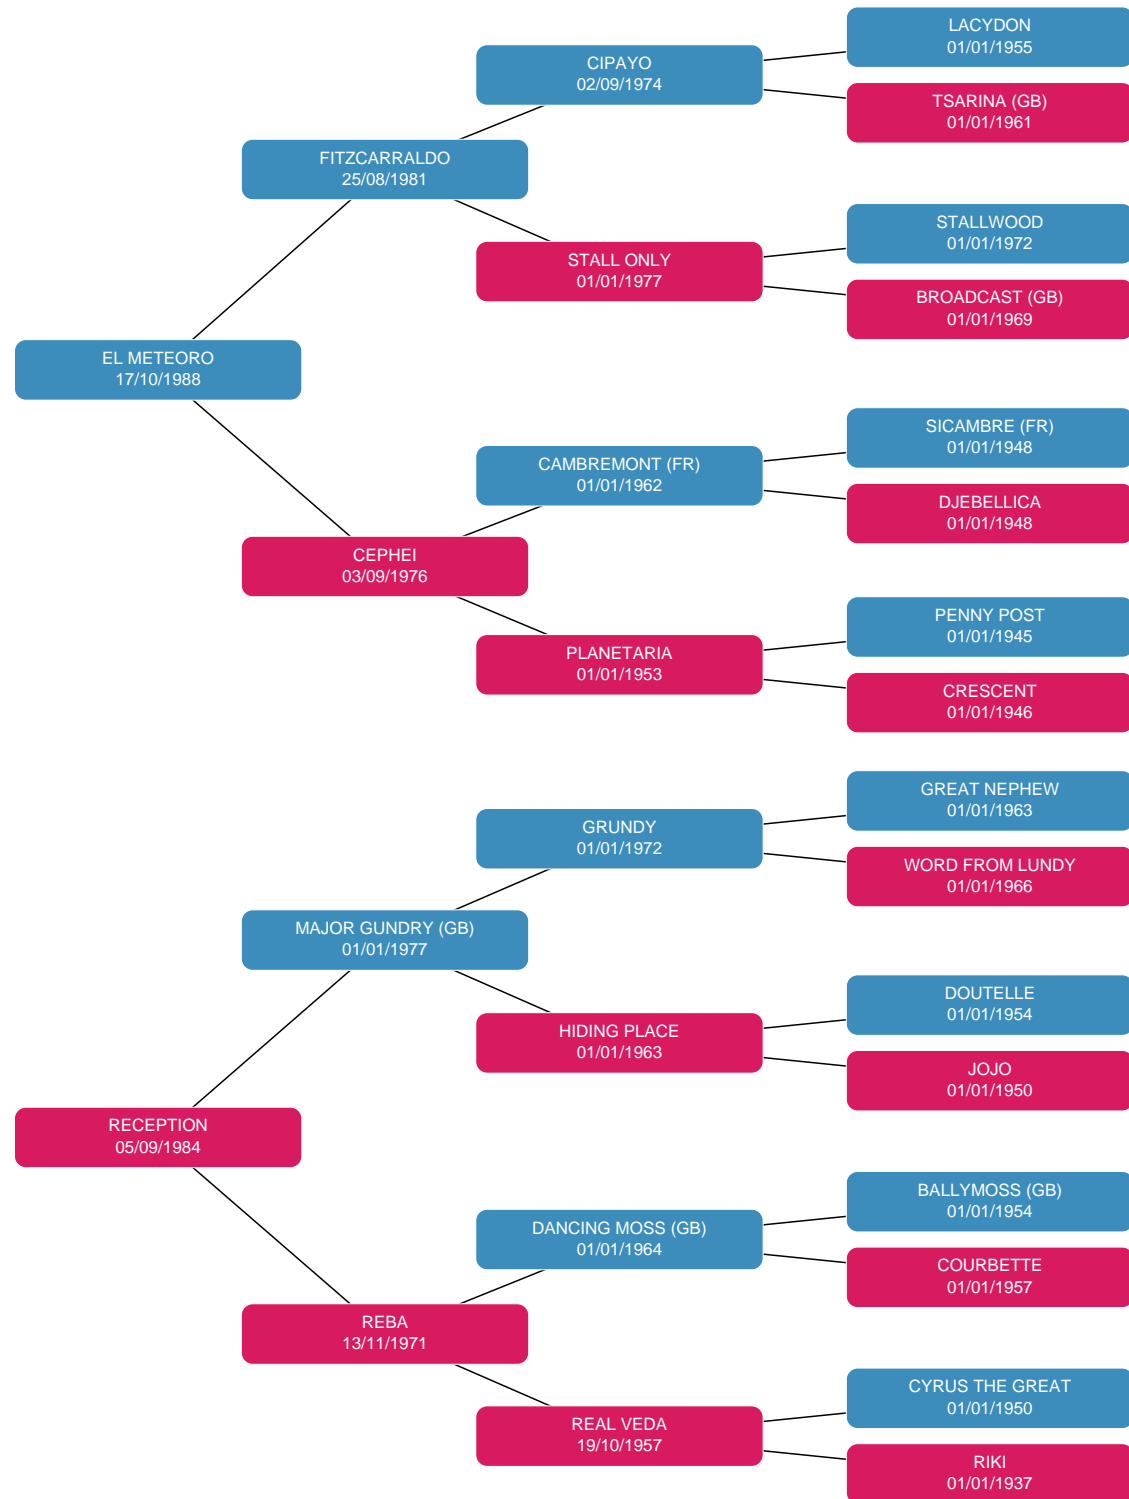 LACYDON
01/01/1955
CIPAYO
02/09/1974
TSARINA (GB)
01/01/1961
FITZCARRALDO
25/08/1981
STALLWOOD
01/01/1972
STALL ONLY
01/01/1977
BROADCAST (GB)
01/01/1969
EL METEORO
17/10/1988
SICAMBRE (FR)
01/01/1948
CAMBREMONT (FR)
01/01/1962
DJEBELLICA
01/01/1948
CEPHEI
03/09/1976
PENNY POST
01/01/1945
PLANETARIA
01/01/1953
CRESCENT
01/01/1946
GREAT NEPHEW
01/01/1963
GRUNDY
01/01/1972
WORD FROM LUNDY
01/01/1966
MAJOR GUNDRY (GB)
01/01/1977
DOUTELLE
01/01/1954
HIDING PLACE
01/01/1963
JOJO
01/01/1950
RECEPTION
05/09/1984
BALLYMOSS (GB)
01/01/1954
DANCING MOSS (GB)
01/01/1964
COURBETTE
01/01/1957
REBA
13/11/1971
CYRUS THE GREAT
01/01/1950
REAL VEDA
19/10/1957
RIKI
01/01/1937